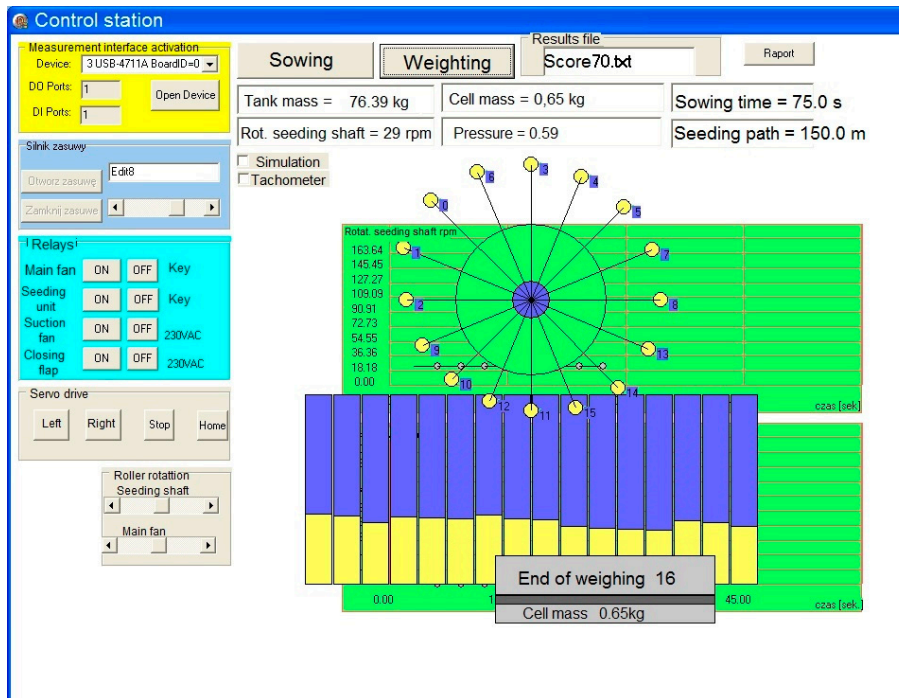 Control station
Measurement interface activation
Device: 3 USB-4711A BoardID=0
DO Ports: 1
DI Ports: 1
Open Device
Sowing
Weighting
Results file
Score70.txt
Raport
Tank mass = 76.39 kg
Cell mass = 0,65 kg
Sowing time = 75.0 s
Rot. seeding shaft = 29 rpm
Pressure = 0.59
Seeding path = 150.0 m
Silnik zasuwy
Otworz zasuwę
Edit8
Zamknij zasuwe
Simulation
Tachometer
Relays
Main fan ON OFF Key
Seeding unit ON OFF Key
Suction fan ON OFF 230VAC
Closing flap ON OFF 230VAC
Servo drive
Left Right Stop Home
Roller rotattion
Seeding shaft
Main fan
3
6
4
0
5
1
7
2
8
9
13
10
14
12
11
15
Rotat. seeding shaft rpm
163.64
145.45
127.27
109.09
90.91
72.73
54.55
36.36
18.18
0.00
czas [sek]
End of weighing 16
Cell mass 0.65kg
0.00
45.00
czas [sek.]